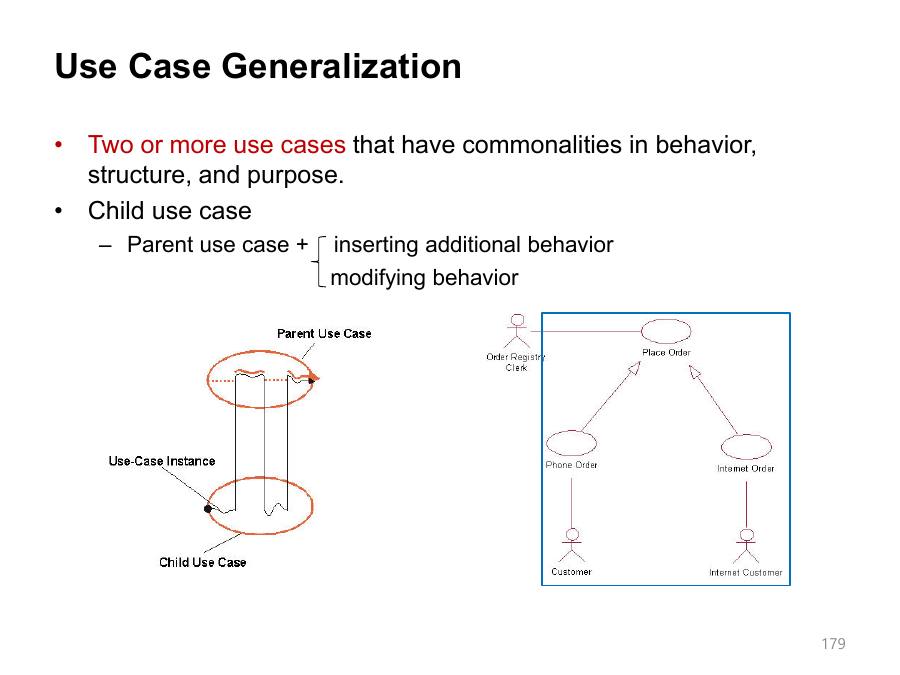 Use Case Generalization
• Two or more use cases that have commonalities in behavior,
structure, and purpose.
• Child use case
– Parent use case + inserting additional behavior
modifying behavior
Parent Use Case
Use-Case Instance
Child Use Case
Order Registry
Clerk
Place Order
Phone Order
Internet Order
Customer
Internet Customer
179